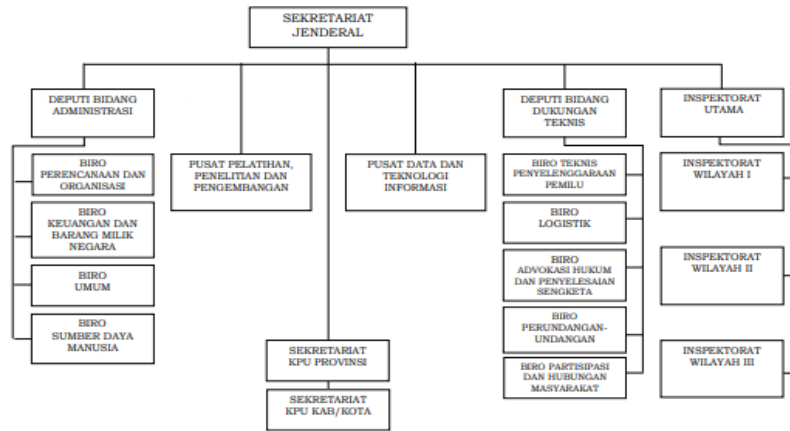 SEKRETARIAT
JENDERAL
DEPUTI BIDANG
ADMINISTRASI
BIRO
PERENCANAAN DAN
ORGANISASI
BIRO
KEUANGAN DAN
BARANG MILIK
NEGARA
BIRO
UMUM
BIRO
SUMBER DAYA
MANUSIA
PUSAT PELATIHAN,
PENELITIAN DAN
PENGEMBANGAN
PUSAT DATA DAN
TEKNOLOGI
INFORMASI
DEPUTI BIDANG
DUKUNGAN
TEKNIS
BIRO TEKNIS
PENYELENGGARAAN
PEMILU
BIRO
LOGISTIK
BIRO
ADVOKASI HUKUM
DAN PENYELESAIAN
SENGKETA
BIRO
PERUNDANGAN-
UNDANGAN
BIRO PARTISIPASI
DAN HUBUNGAN
MASYARAKAT
INSPEKTORAT
UTAMA
INSPEKTORAT
WILAYAH I
INSPEKTORAT
WILAYAH II
INSPEKTORAT
WILAYAH III
SEKRETARIAT
KPU PROVINSI
SEKRETARIAT
KPU KAB/KOTA